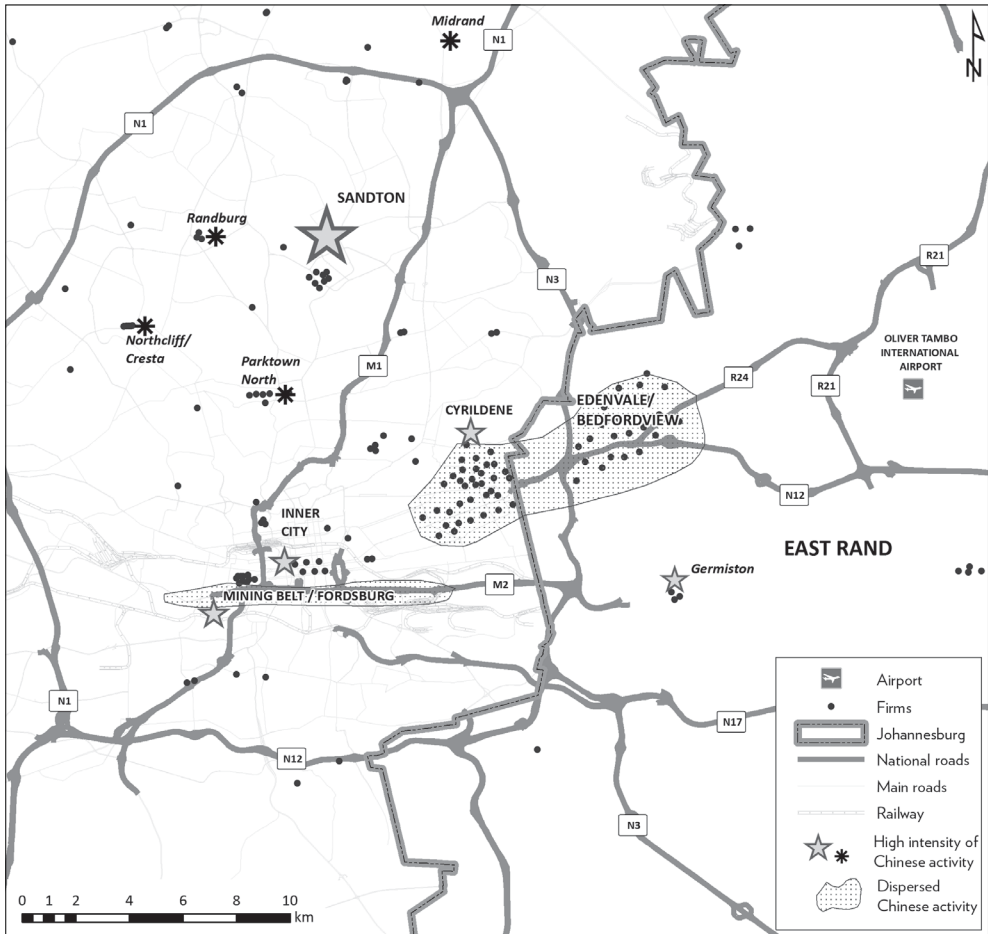 Midrand
N1
N1
SANDTON
Randburg
R21
N3
Northcliff/
Cresta
Parktown
North
M1
OLIVER TAMBO
INTERNATIONAL
AIRPORT
R24
R21
CYRILDENE
EDENVALE/
BEDFORDVIEW
N12
INNER
CITY
EAST RAND
Germiston
M2
MINING BELT / FORDSBURG
N1
N17
N12
N3
N
Airport
Firms
Johannesburg
National roads
Main roads
Railway
High intensity of
Chinese activity
Dispersed
Chinese activity
0 1 2 4 6 8 10
km